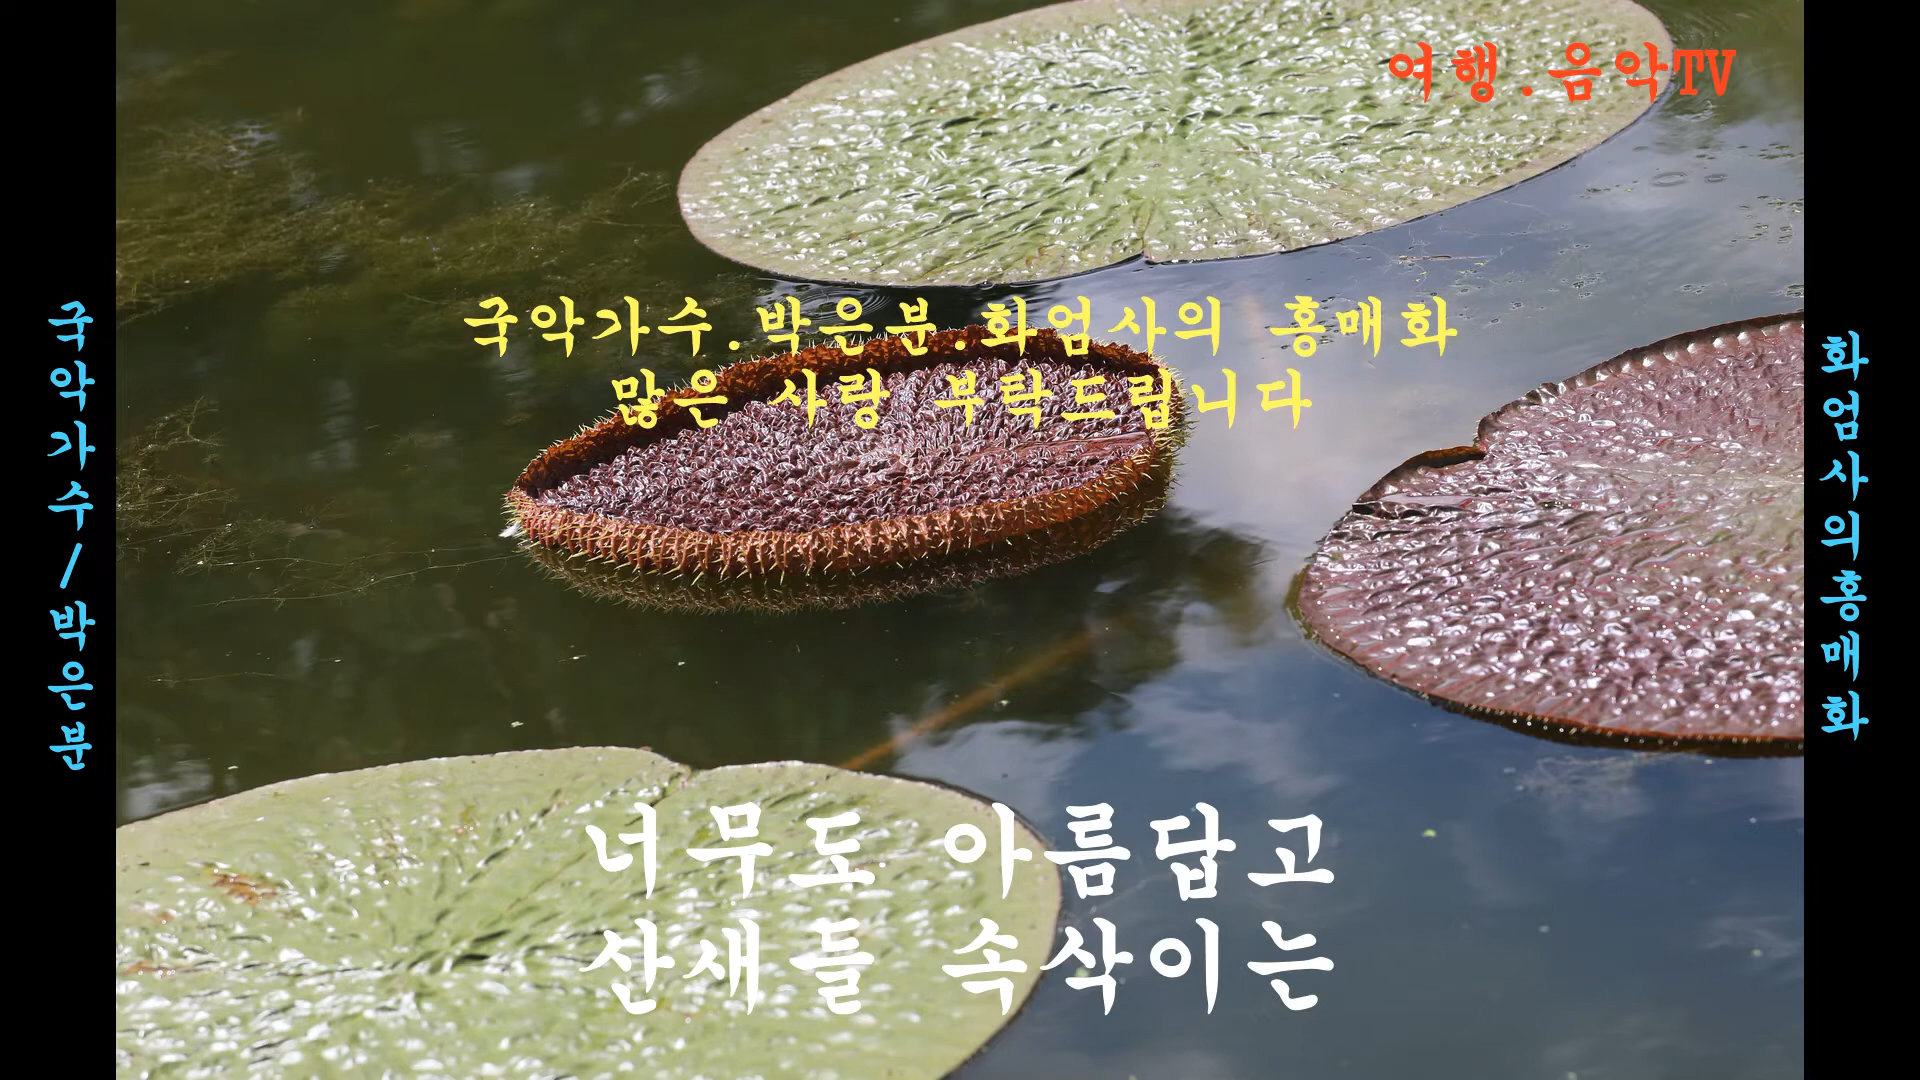 여행.음악TV
국악가수.박은분.화엄사의 홍매화
많은 사랑 부탁드립니다
국악가수/박은분
화엄사의홍매화
너무도 아름답고
산새들 속삭이는